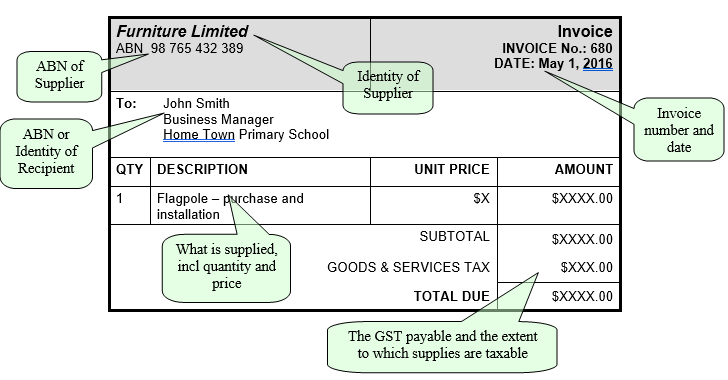 Furniture Limited
ABN  98 765 432 389
Invoice
INVOICE No.: 680
DATE: May 1, 2016
ABN of
Supplier
Identity of
Supplier
To:
John Smith
Business Manager
Home Town Primary School
ABN or
Identity of
Recipient
Invoice
number and
date
QTY DESCRIPTION UNIT PRICE AMOUNT
1 Flagpole – purchase and $X $XXXX.00
installation
What is supplied,
incl quantity and
price
SUBTOTAL $XXXX.00
GOODS & SERVICES TAX $XXX.00
TOTAL DUE $XXXX.00
The GST payable and the extent
to which supplies are taxable